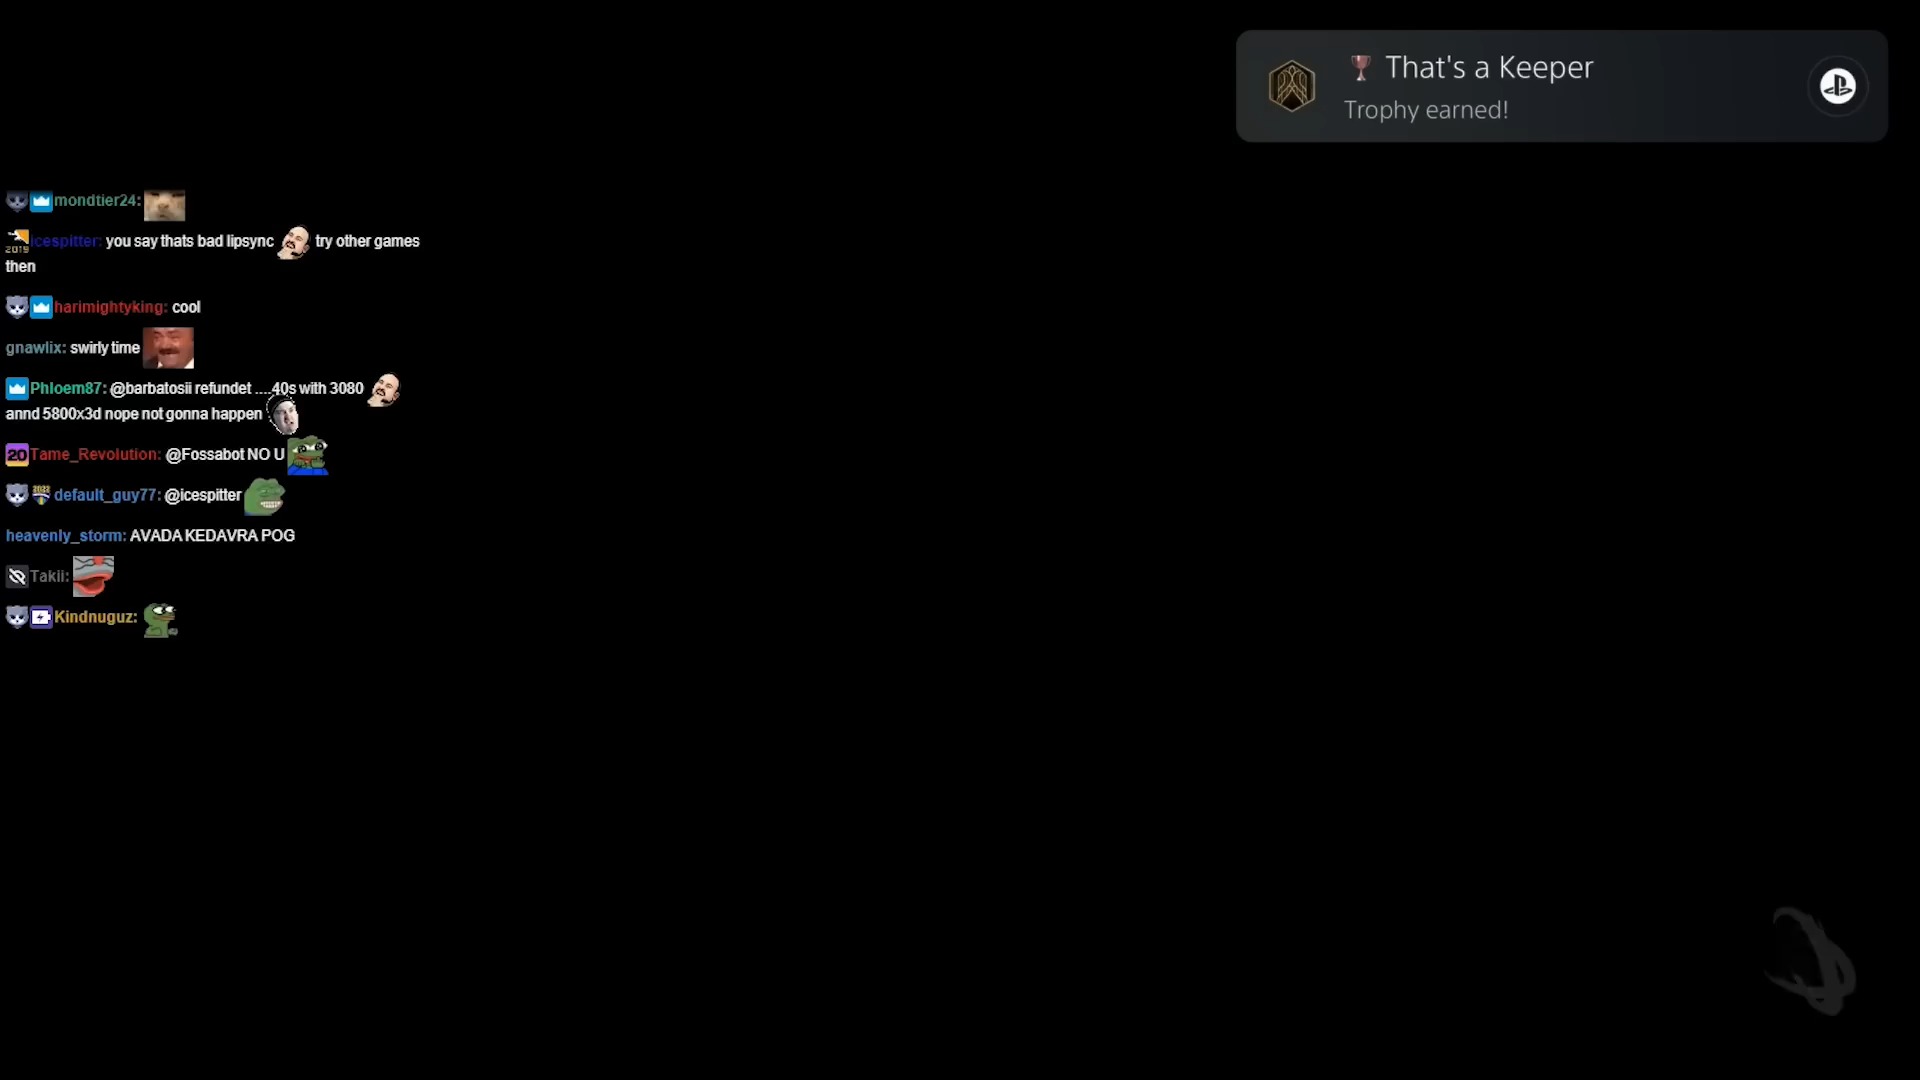 That's a Keeper
Trophy earned!
mondtier24:
icespitter: you say thats bad lipsync try other games
then
harimightyking: cool
gnawlix: swirly time
Phloem87: @barbatosii refundet ....40s with 3080
annd 5800x3d nope not gonna happen
20 Tame_Revolution: @Fossabot NO U
default_guy77: @icespitter
heavenly_storm: AVADA KEDAVRA POG
Takii:
Kindnuguz: